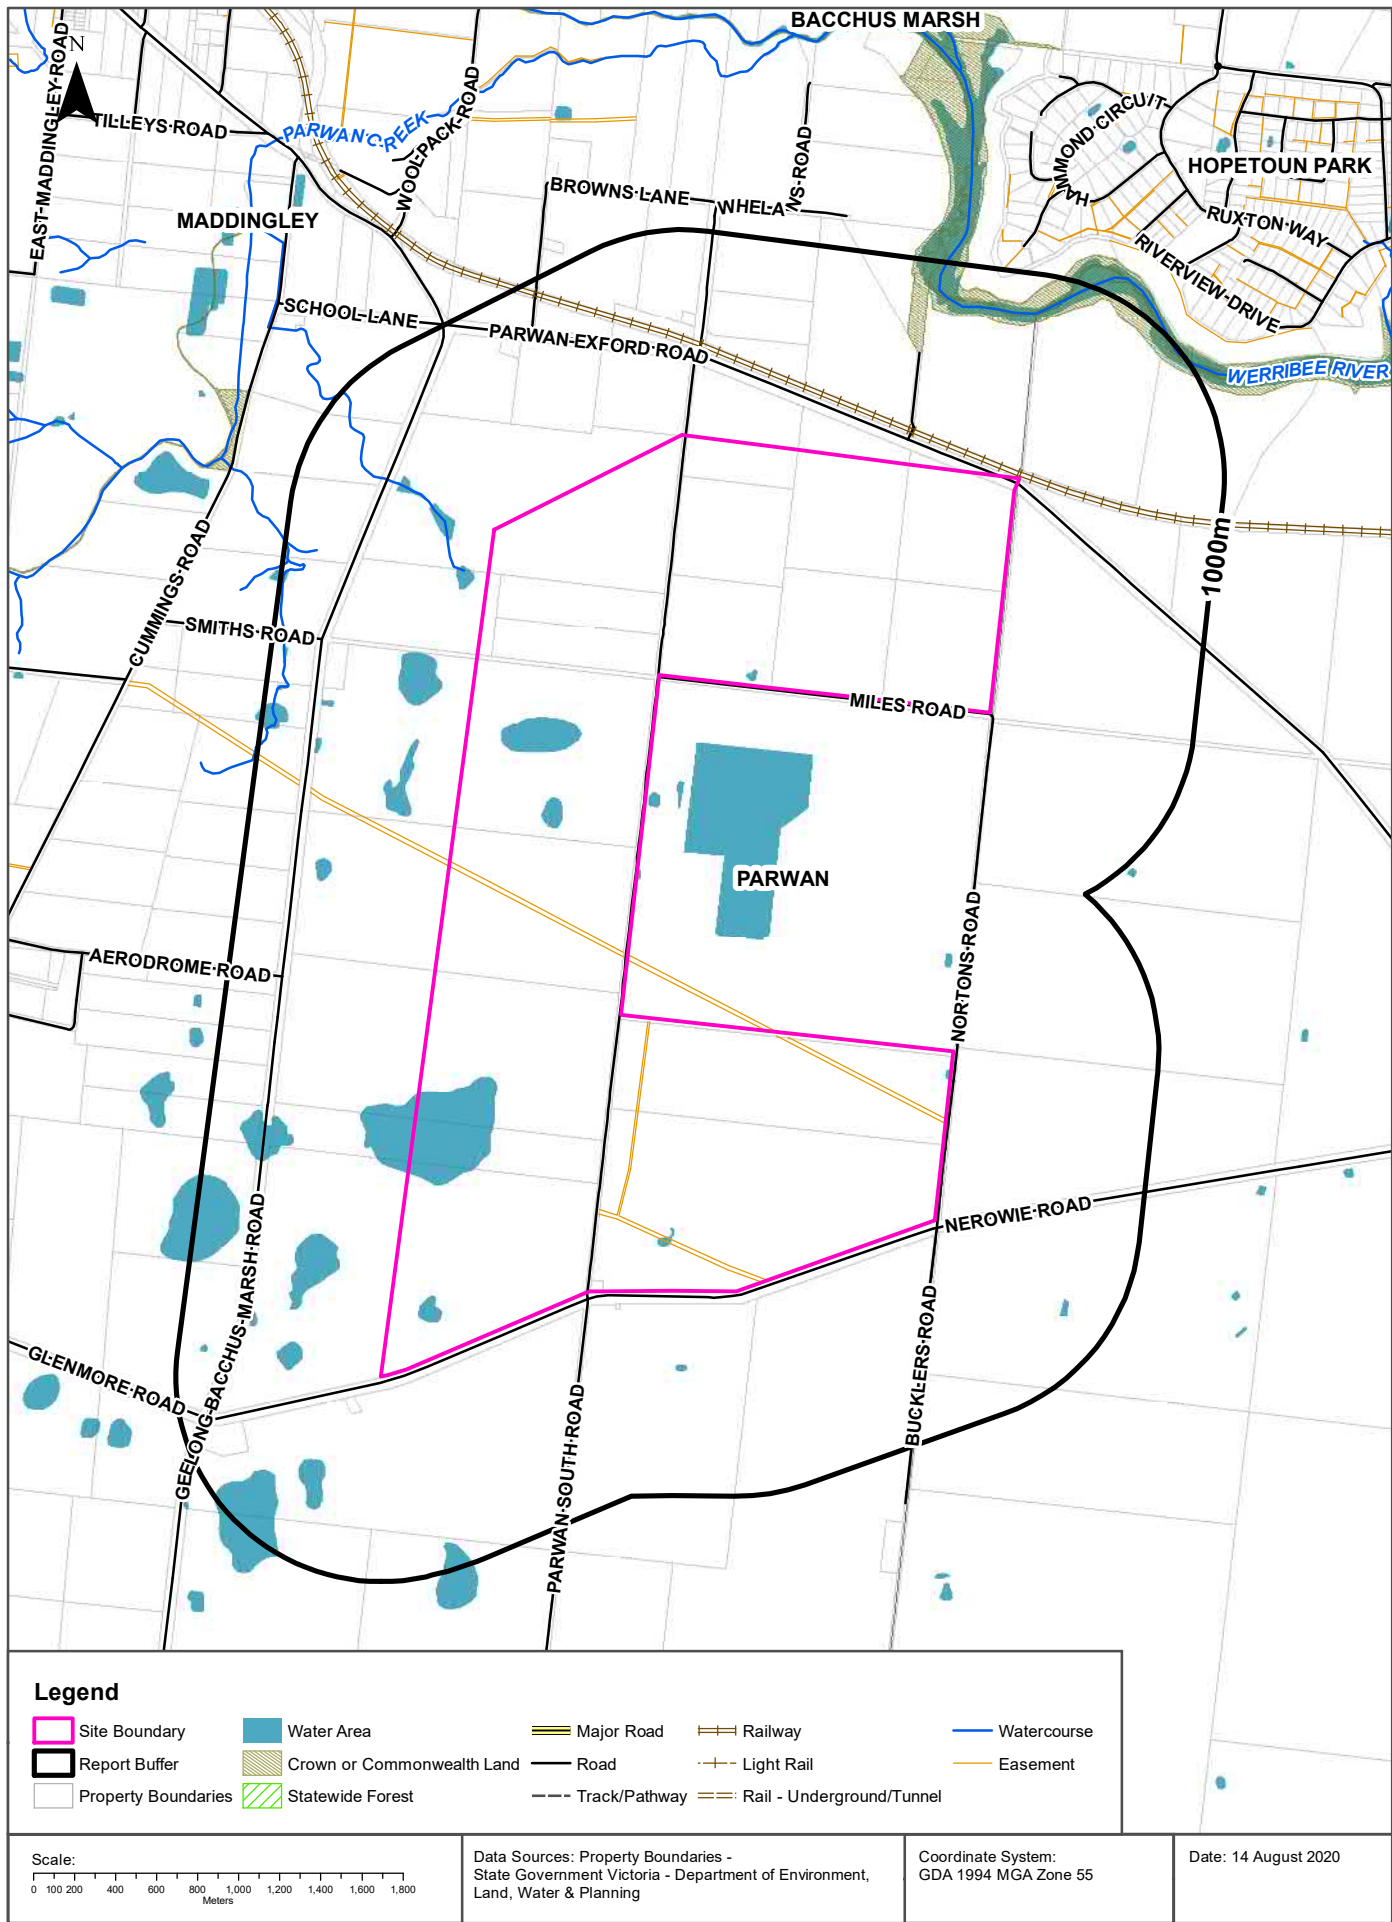 BACCHUS MARSH
EAST MADDINGLEY ROAD
N
TILLEYS ROAD
PARWAN CREEK
WOOLPACK ROAD
HAMMOND CIRCUIT
HOPETOUN PARK
MADDINGLEY
BROWNS LANE
WHELANS ROAD
RUXTON WAY
RIVERVIEW DRIVE
SCHOOL LANE
PARWAN-EXFORD ROAD
WERRIBEE RIVER
1000m
CUMMINGS ROAD
SMITHS ROAD
MILES ROAD
PARWAN
AERODROME ROAD
NORTONS ROAD
NEROWIE ROAD
GEELONG-BACCHUS MARSH ROAD
GLENMORE ROAD
BUCKLERS ROAD
PARWAN SOUTH ROAD
Legend
Site Boundary
Water Area
Major Road
Railway
Watercourse
Report Buffer
Crown or Commonwealth Land
Road
Light Rail
Easement
Property Boundaries
Statewide Forest
Track/Pathway
Rail - Underground/Tunnel
Scale:
0 100 200 400 600 800 1,000 1,200 1,400 1,600 1,800
Meters
Data Sources: Property Boundaries -
State Government Victoria - Department of Environment,
Land, Water & Planning
Coordinate System:
GDA 1994 MGA Zone 55
Date: 14 August 2020